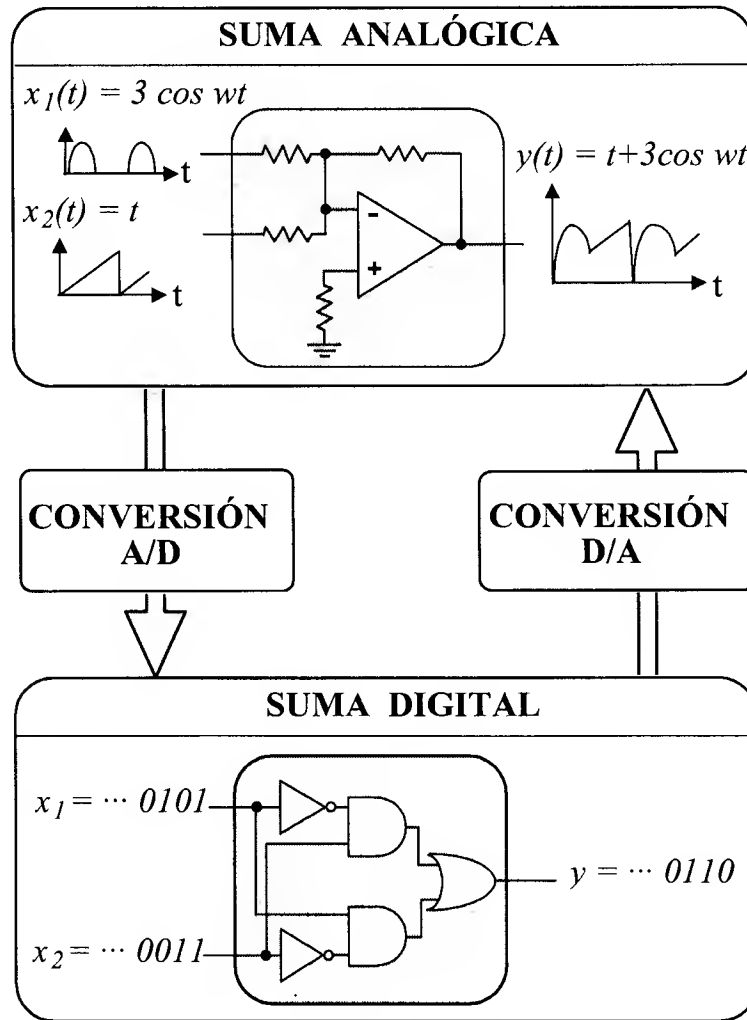 SUMA ANALÓGICA
x1(t) = 3 cos wt
t
x2(t) = t
t
-
+
y(t) = t+3cos wt
t
CONVERSIÓN
A/D
CONVERSIÓN
D/A
SUMA DIGITAL
x1 = ··· 0101
x2 = ··· 0011
y = ··· 0110